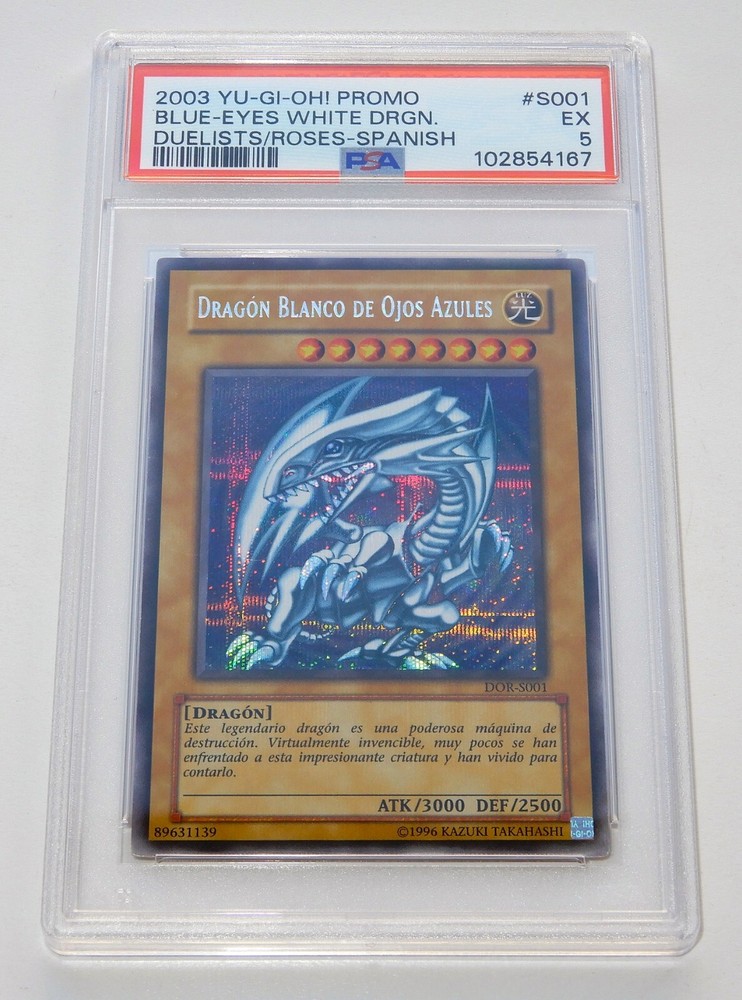 2003 YU-GI-OH! PROMO #S001
BLUE-EYES WHITE DRGN. EX
DUELISTS/ROSES-SPANISH 5
PSA 102854167
DRAGÓN BLANCO DE OJOS AZULES 光
DOR-S001
[DRAGÓN]
Este legendario dragón es una poderosa máquina de
destrucción. Virtualmente invencible, muy pocos se han
enfrentado a esta impresionante criatura y han vivido para
contarlo.
ATK/3000 DEF/2500
89631139 ©1996 KAZUKI TAKAHASHI